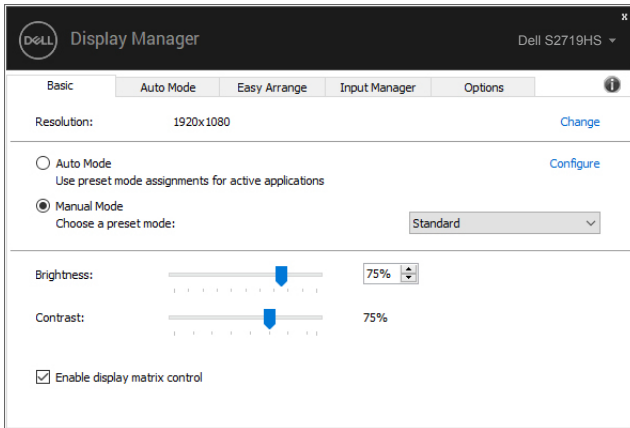 x
DELL Display Manager Dell S2719HS
Basic Auto Mode Easy Arrange Input Manager Options i
Resolution: 1920x1080 Change
Auto Mode Configure
Use preset mode assignments for active applications
Manual Mode
Choose a preset mode: Standard
Brightness: 75%
Contrast: 75%
Enable display matrix control